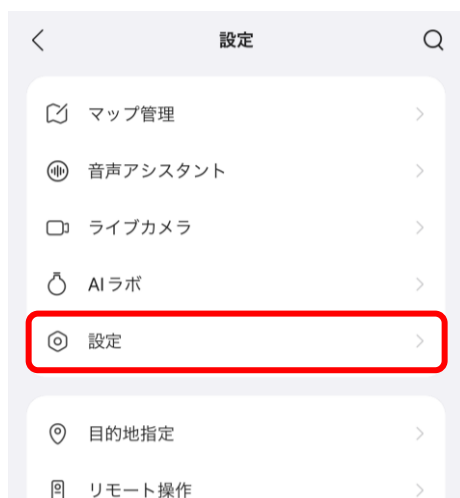 設定
マップ管理
音声アシスタント
ライブカメラ
AIラボ
設定
目的地指定
リモート操作